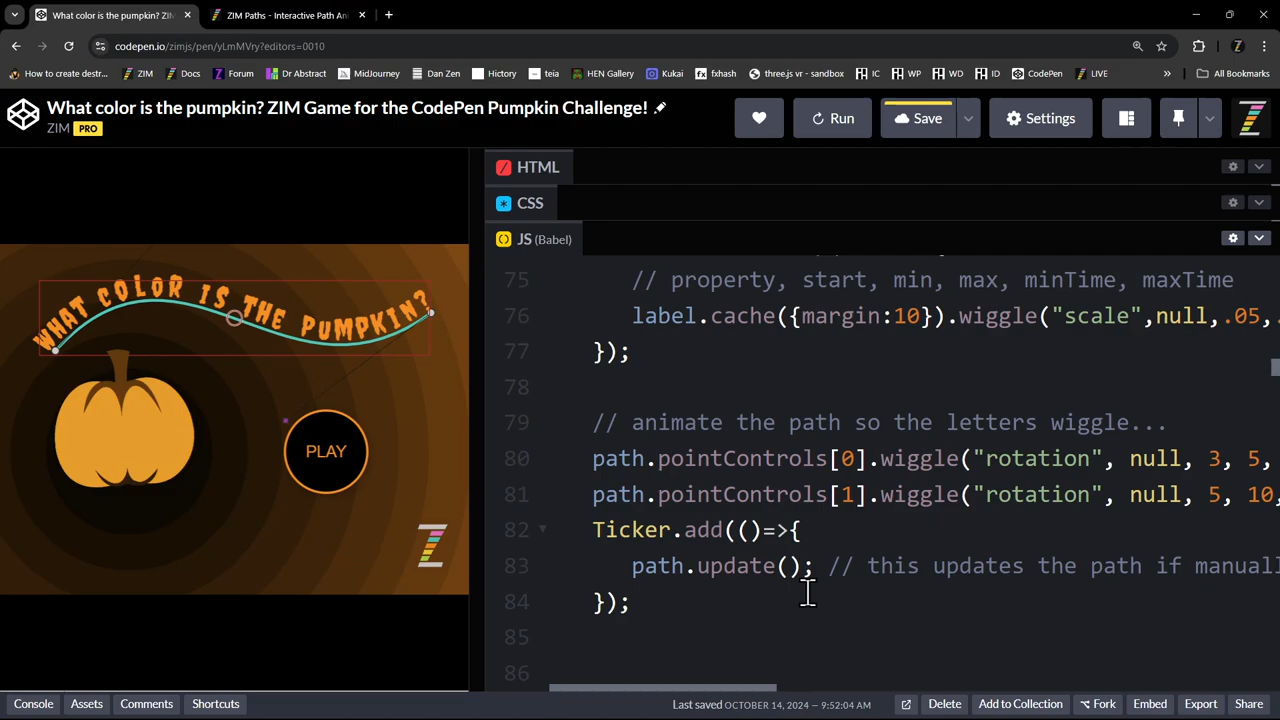 What color is the pumpkin? ZIM
ZIM Paths - Interactive Path An
codepen.io/zimjs/pen/yLmMVry?editors=0010
How to create destr...
ZIM
Docs
Forum
Dr Abstract
MidJourney
Dan Zen
Hictory
teia
HEN Gallery
Kukai
fxhash
three.js vr - sandbox
IC
WP
WD
ID
CodePen
LIVE
All Bookmarks
What color is the pumpkin? ZIM Game for the CodePen Pumpkin Challenge!
ZIM PRO
Run
Save
Settings
HTML
CSS
JS (Babel)
WHAT COLOR IS THE PUMPKIN?
PLAY
75 // property, start, min, max, minTime, maxTime
76 label.cache({margin:10}).wiggle("scale",null,.05,.
77 });
78
79 // animate the path so the letters wiggle...
80 path.pointControls[0].wiggle("rotation", null, 3, 5,
81 path.pointControls[1].wiggle("rotation", null, 5, 10,
82 Ticker.add(()=>{
83 path.update(); // this updates the path if manuall
84 });
85
86
Console
Assets
Comments
Shortcuts
Last saved OCTOBER 14, 2024 — 9:52:04 AM
Delete
Add to Collection
Fork
Embed
Export
Share